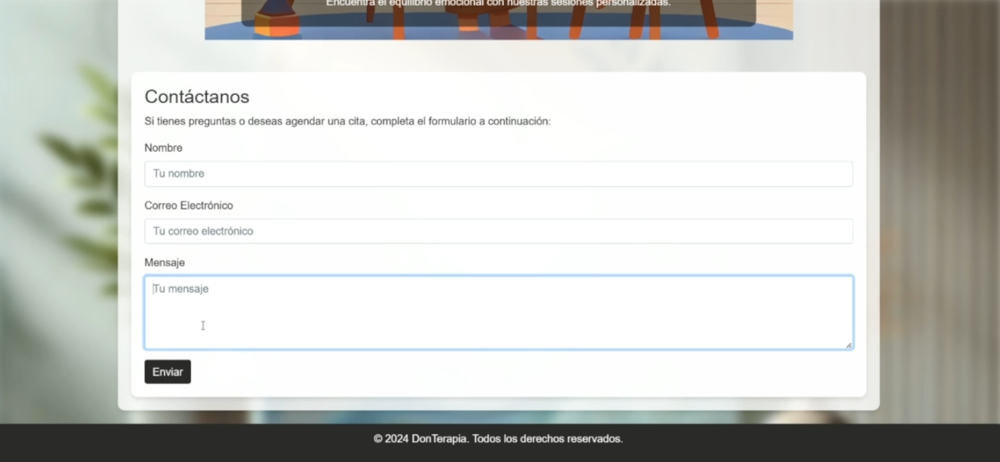 Encuentra el equilibrio emocional con nuestras sesiones personalizadas.
Contáctanos
Si tienes preguntas o deseas agendar una cita, completa el formulario a continuación:
Nombre
Tu nombre
Correo Electrónico
Tu correo electrónico
Mensaje
Tu mensaje
Enviar
© 2024 DonTerapia. Todos los derechos reservados.